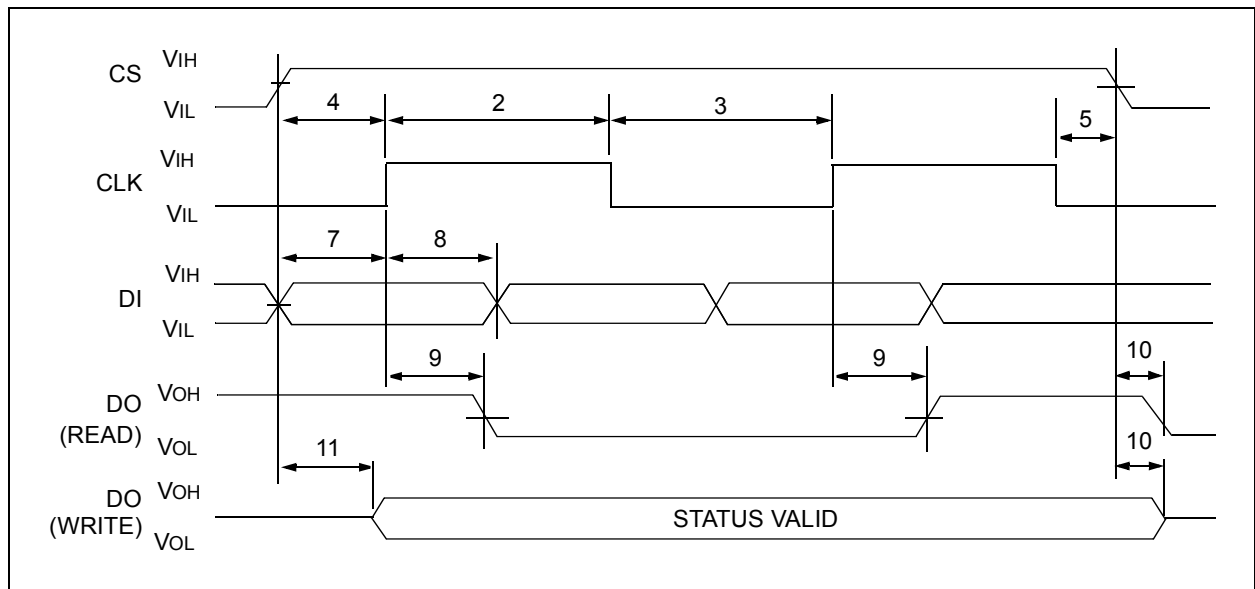 CS
VIH
VIL
4
2
3
5
CLK
VIH
VIL
7
8
DI
VIH
VIL
9
9
10
DO
(READ)
VOH
VOL
11
10
DO
(WRITE)
VOH
VOL
STATUS VALID